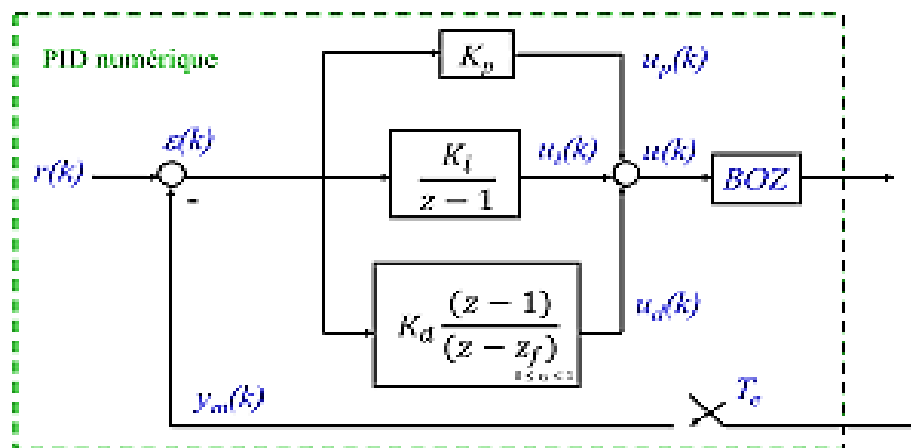 PID numérique
K_p
u_p(k)
r(k)
ε(k)
K_i
z − 1
u_i(k)
u(k)
BOZ
K_d
(z − 1)
(z − z_f)
u_d(k)
y_m(k)
T_e
-